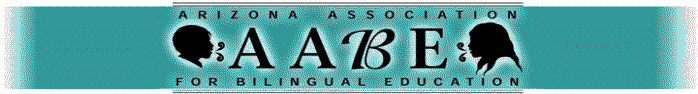 ARIZONA ASSOCIATION
AABE
FOR BILINGUAL EDUCATION